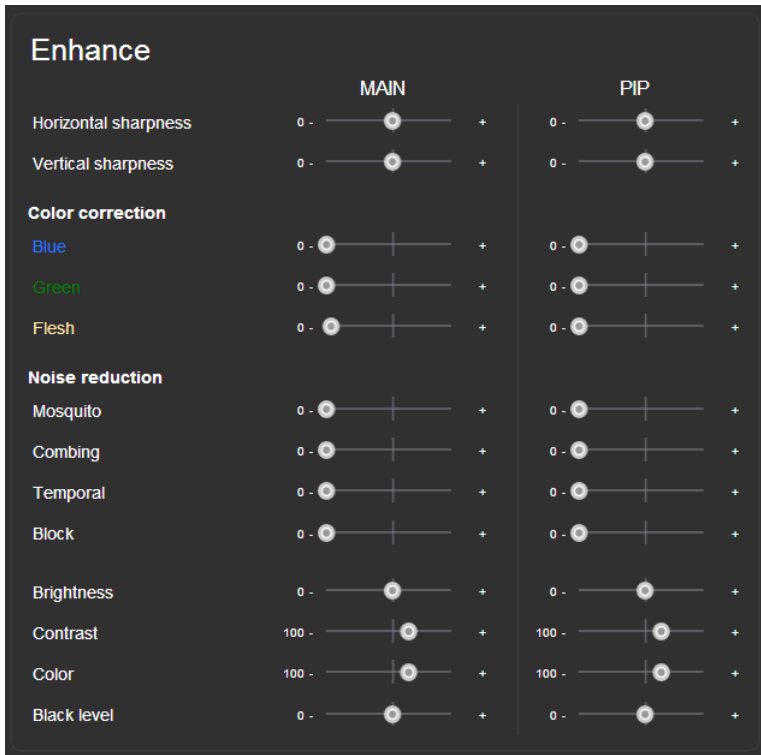 Enhance
MAIN PIP
Horizontal sharpness 0 - + 0 - +
Vertical sharpness 0 - + 0 - +
Color correction
Blue 0 - + 0 - +
Green 0 - + 0 - +
Flesh 0 - + 0 - +
Noise reduction
Mosquito 0 - + 0 - +
Combing 0 - + 0 - +
Temporal 0 - + 0 - +
Block 0 - + 0 - +
Brightness 0 - + 0 - +
Contrast 100 - + 100 - +
Color 100 - + 100 - +
Black level 0 - + 0 - +